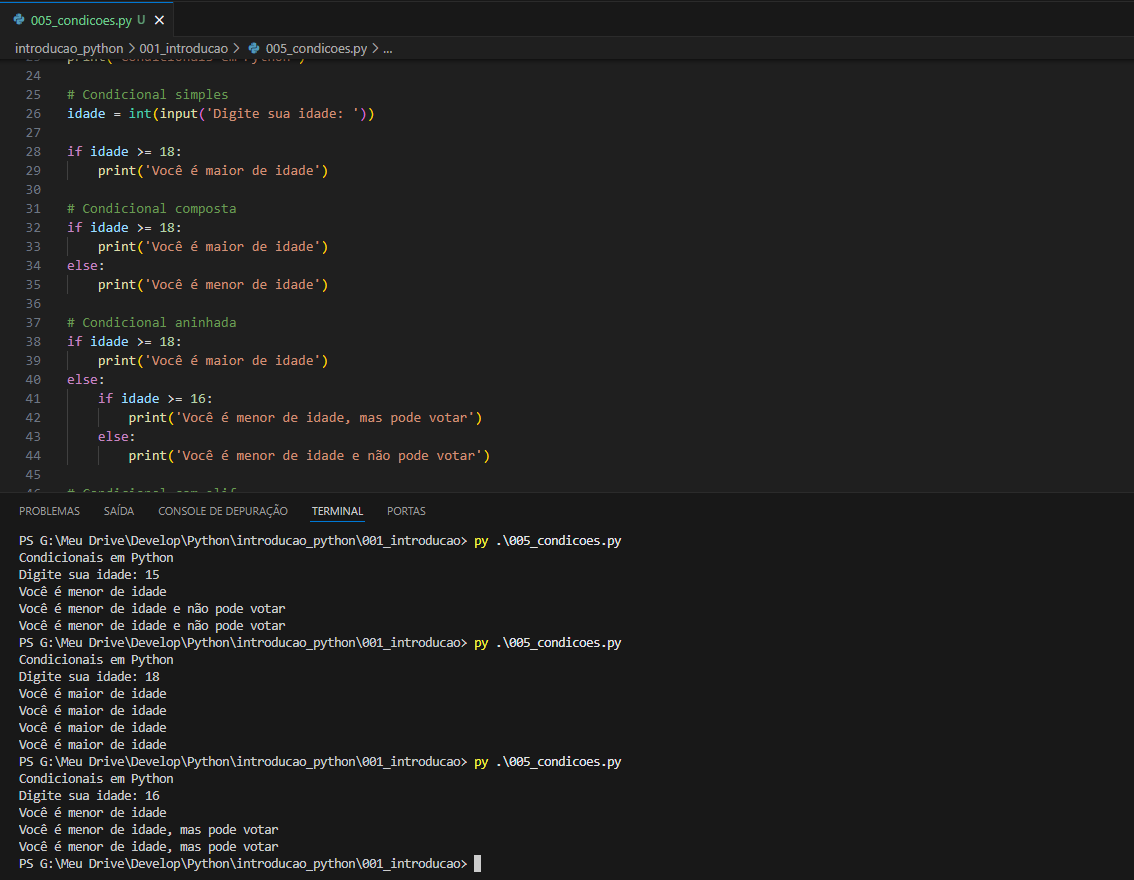 005_condicoes.py U
introducao_python > 001_introducao > 005_condicoes.py > ...
23 print('Condicionais em Python')
24
25 # Condicional simples
26 idade = int(input('Digite sua idade: '))
27
28 if idade >= 18:
29     print('Você é maior de idade')
30
31 # Condicional composta
32 if idade >= 18:
33     print('Você é maior de idade')
34 else:
35     print('Você é menor de idade')
36
37 # Condicional aninhada
38 if idade >= 18:
39     print('Você é maior de idade')
40 else:
41     if idade >= 16:
42         print('Você é menor de idade, mas pode votar')
43     else:
44         print('Você é menor de idade e não pode votar')
45
46 # Condicional com elif
PROBLEMAS SAÍDA CONSOLE DE DEPURAÇÃO TERMINAL PORTAS
PS G:\Meu Drive\Develop\Python\introducao_python\001_introducao> py .\005_condicoes.py
Condicionais em Python
Digite sua idade: 15
Você é menor de idade
Você é menor de idade e não pode votar
Você é menor de idade e não pode votar
PS G:\Meu Drive\Develop\Python\introducao_python\001_introducao> py .\005_condicoes.py
Condicionais em Python
Digite sua idade: 18
Você é maior de idade
Você é maior de idade
Você é maior de idade
Você é maior de idade
PS G:\Meu Drive\Develop\Python\introducao_python\001_introducao> py .\005_condicoes.py
Condicionais em Python
Digite sua idade: 16
Você é menor de idade
Você é menor de idade, mas pode votar
Você é menor de idade, mas pode votar
PS G:\Meu Drive\Develop\Python\introducao_python\001_introducao>